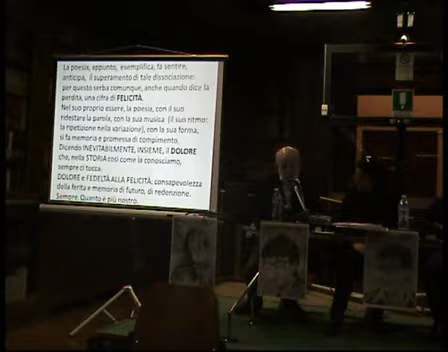 La poesia, appunto, esemplifica, fa sentire,
anticipa, il superamento di tale dissociazione:
per questo serba comunque, anche quando dice la
perdita, una cifra di FELICITÀ.
Nel suo proprio essere, la poesia, con il suo
ridestare la parola, con la sua musica (il suo ritmo:
la ripetizione nella variazione), con la sua forma,
si fa memoria e promessa di compimento.
Dicendo INEVITABILMENTE, INSIEME, il DOLORE
che, nella STORIA così come la conosciamo,
sempre ci tocca.
DOLORE e FEDELTÀ ALLA FELICITÀ; consapevolezza
della ferita e memoria di futuro, di redenzione.
Sempre. Quanto è più nostro.